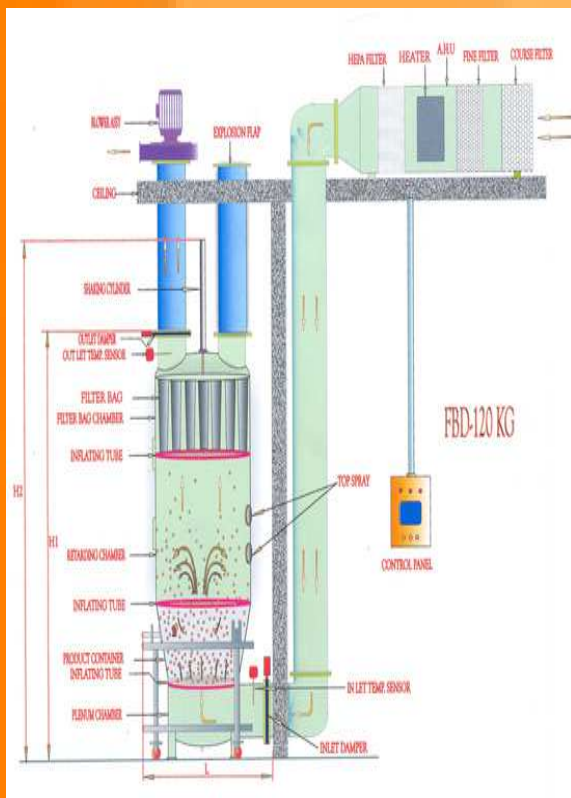 HEPA FILTER
HEATER
A.H.U
FINE FILTER
COURSE FILTER
BLOWER ASSY
EXPLOSION FLAP
CEILING
SHAKING CYLINDER
OUTLET DAMPER
OUT LET TEMP. SENSOR
FILTER BAG
FILTER BAG CHAMBER
INFLATING TUBE
FBD-120 KG
TOP SPRAY
H2
H1
RETARDING CHAMBER
CONTROL PANEL
INFLATING TUBE
PRODUCT CONTAINER
INFLATING TUBE
IN LET TEMP. SENSOR
PLENUM CHAMBER
INLET DAMPER
L